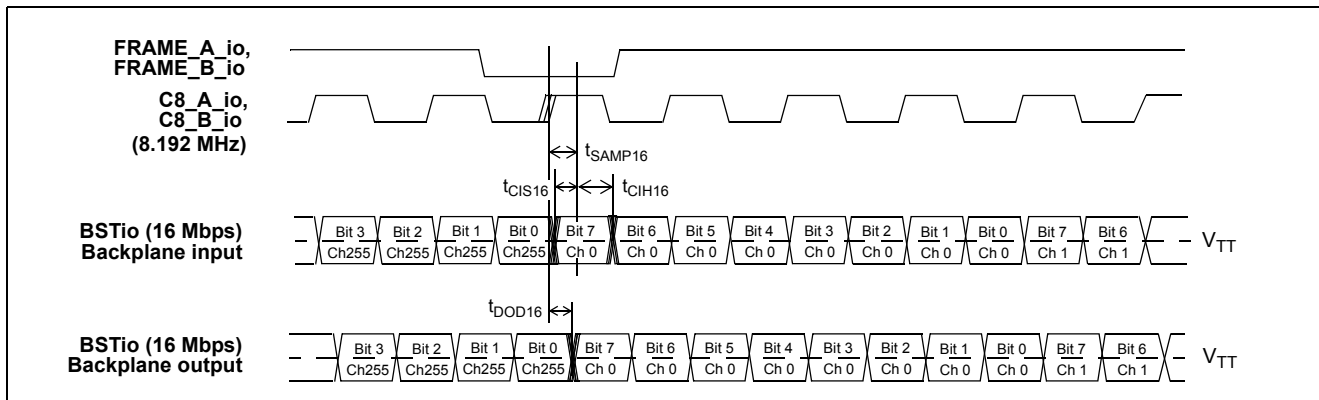 FRAME_A_io,
FRAME_B_io
C8_A_io,
C8_B_io
(8.192 MHz)
tSAMP16
tCIS16
tCIH16
BSTio (16 Mbps)
Backplane input
Bit 3 Bit 2 Bit 1 Bit 0 Bit 7 Bit 6 Bit 5 Bit 4 Bit 3 Bit 2 Bit 1 Bit 0 Bit 7 Bit 6
Ch255 Ch255 Ch255 Ch255 Ch 0 Ch 0 Ch 0 Ch 0 Ch 0 Ch 0 Ch 0 Ch 0 Ch 1 Ch 1
VTT
tDOD16
BSTio (16 Mbps)
Backplane output
Bit 3 Bit 2 Bit 1 Bit 0 Bit 7 Bit 6 Bit 5 Bit 4 Bit 3 Bit 2 Bit 1 Bit 0 Bit 7 Bit 6
Ch255 Ch255 Ch255 Ch255 Ch 0 Ch 0 Ch 0 Ch 0 Ch 0 Ch 0 Ch 0 Ch 0 Ch 1 Ch 1
VTT